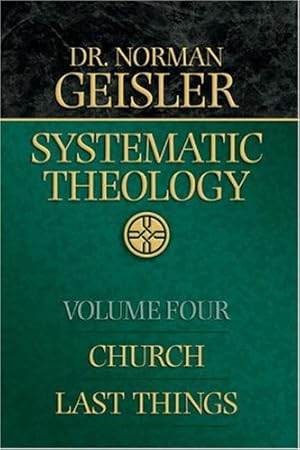 DR. NORMAN
GEISLER
SYSTEMATIC
THEOLOGY
VOLUME FOUR
CHURCH
LAST THINGS